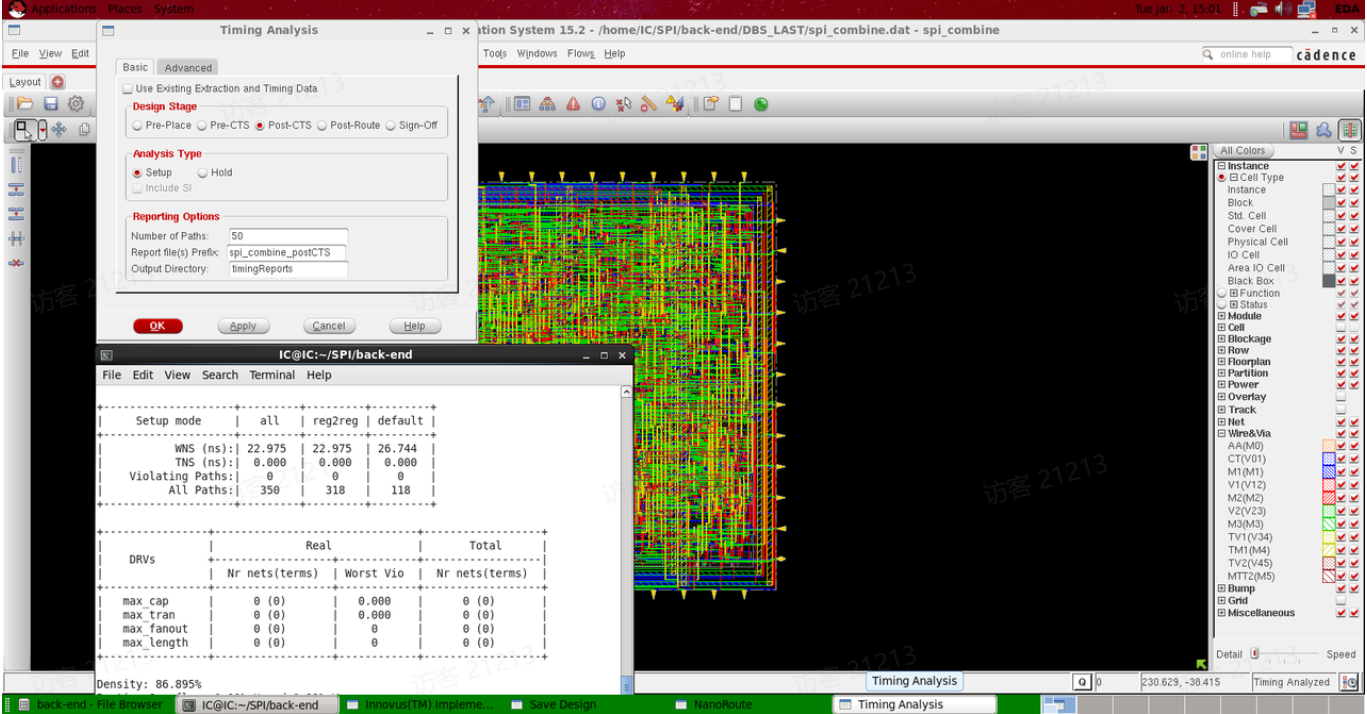 Applications Places System
Tue Jan 2, 15:01 EDA
Timing Analysis
ation System 15.2 - /home/IC/SPI/back-end/DBS_LAST/spi_combine.dat - spi_combine
File View Edit
Tools Windows Flows Help
online help
cādence
Layout
Basic Advanced
Use Existing Extraction and Timing Data
Design Stage
Pre-Place Pre-CTS Post-CTS Post-Route Sign-Off
Analysis Type
Setup Hold
Include SI
Reporting Options
Number of Paths: 50
Report file(s) Prefix: spi_combine_postCTS
Output Directory: timingReports
OK Apply Cancel Help
IC@IC:~/SPI/back-end
File Edit View Search Terminal Help
| Setup mode | all | reg2reg | default |
| WNS (ns):| 22.975 | 22.975 | 26.744 |
| TNS (ns):| 0.000 | 0.000 | 0.000 |
| Violating Paths:| 0 | 0 | 0 |
| All Paths:| 350 | 318 | 118 |
| DRVs | Real | Total |
| Nr nets(terms) | Worst Vio | Nr nets(terms) |
| max_cap | 0 (0) | 0.000 | 0 (0) |
| max_tran | 0 (0) | 0.000 | 0 (0) |
| max_fanout | 0 (0) | 0 | 0 (0) |
| max_length | 0 (0) | 0 | 0 (0) |
Density: 86.895%
All Colors V S
Instance
Cell Type
Instance
Block
Std. Cell
Cover Cell
Physical Cell
IO Cell
Area IO Cell
Black Box
Function
Status
Module
Cell
Blockage
Row
Floorplan
Partition
Power
Overlay
Track
Net
Wire&Via
AA(M0)
CT(V01)
M1(M1)
V1(V12)
M2(M2)
V2(V23)
M3(M3)
TV1(V34)
TM1(M4)
TV2(V45)
MTT2(M5)
Bump
Grid
Miscellaneous
Detail Speed
Timing Analysis
Q 0 230.629, -38.415 Timing Analyzed
back-end - File Browser IC@IC:~/SPI/back-end Innovus(TM) Impleme... Save Design NanoRoute Timing Analysis
访客 21213